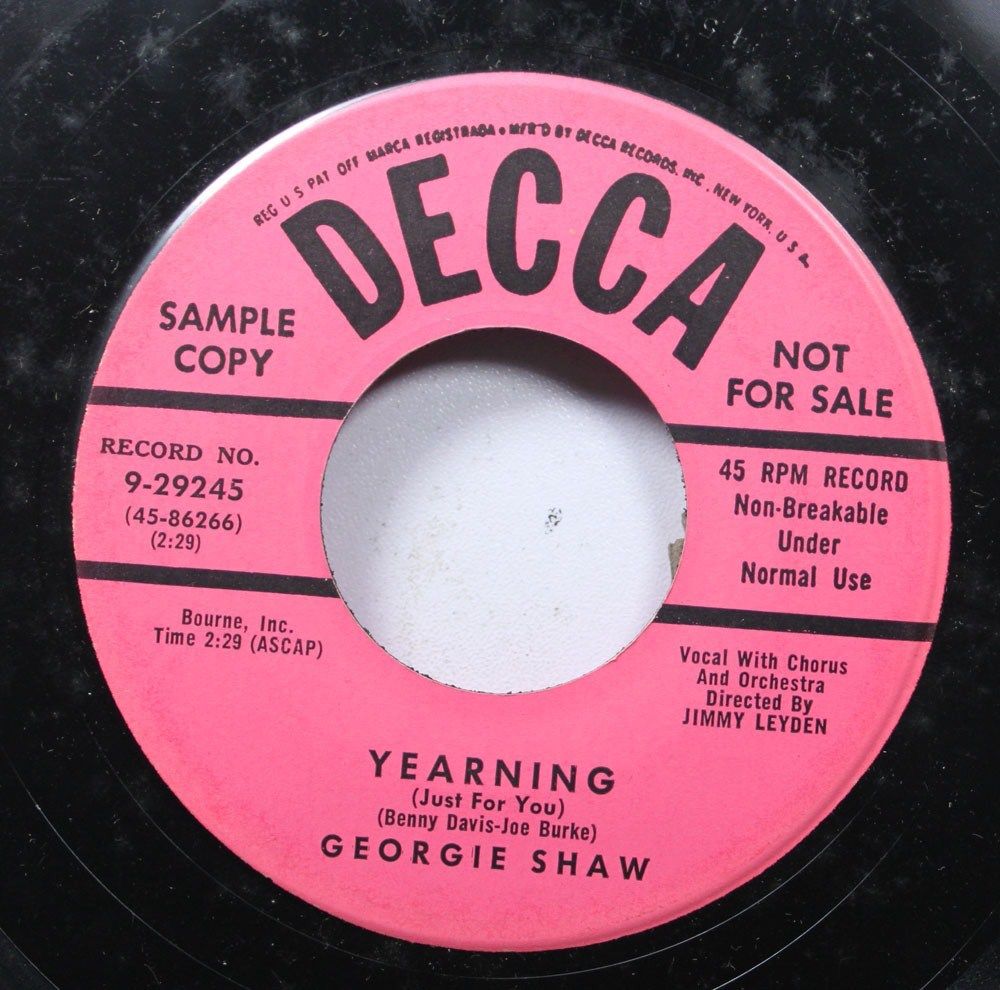 REG U S PAT OFF MARCA REGISTRADA • MFR'D BY DECCA RECORDS, INC., NEW YORK, U S A
DECCA
SAMPLE
COPY
NOT
FOR SALE
RECORD NO.
9-29245
(45-86266)
(2:29)
45 RPM RECORD
Non-Breakable
Under
Normal Use
Bourne, Inc.
Time 2:29 (ASCAP)
Vocal With Chorus
And Orchestra
Directed By
JIMMY LEYDEN
YEARNING
(Just For You)
(Benny Davis-Joe Burke)
GEORGIE SHAW